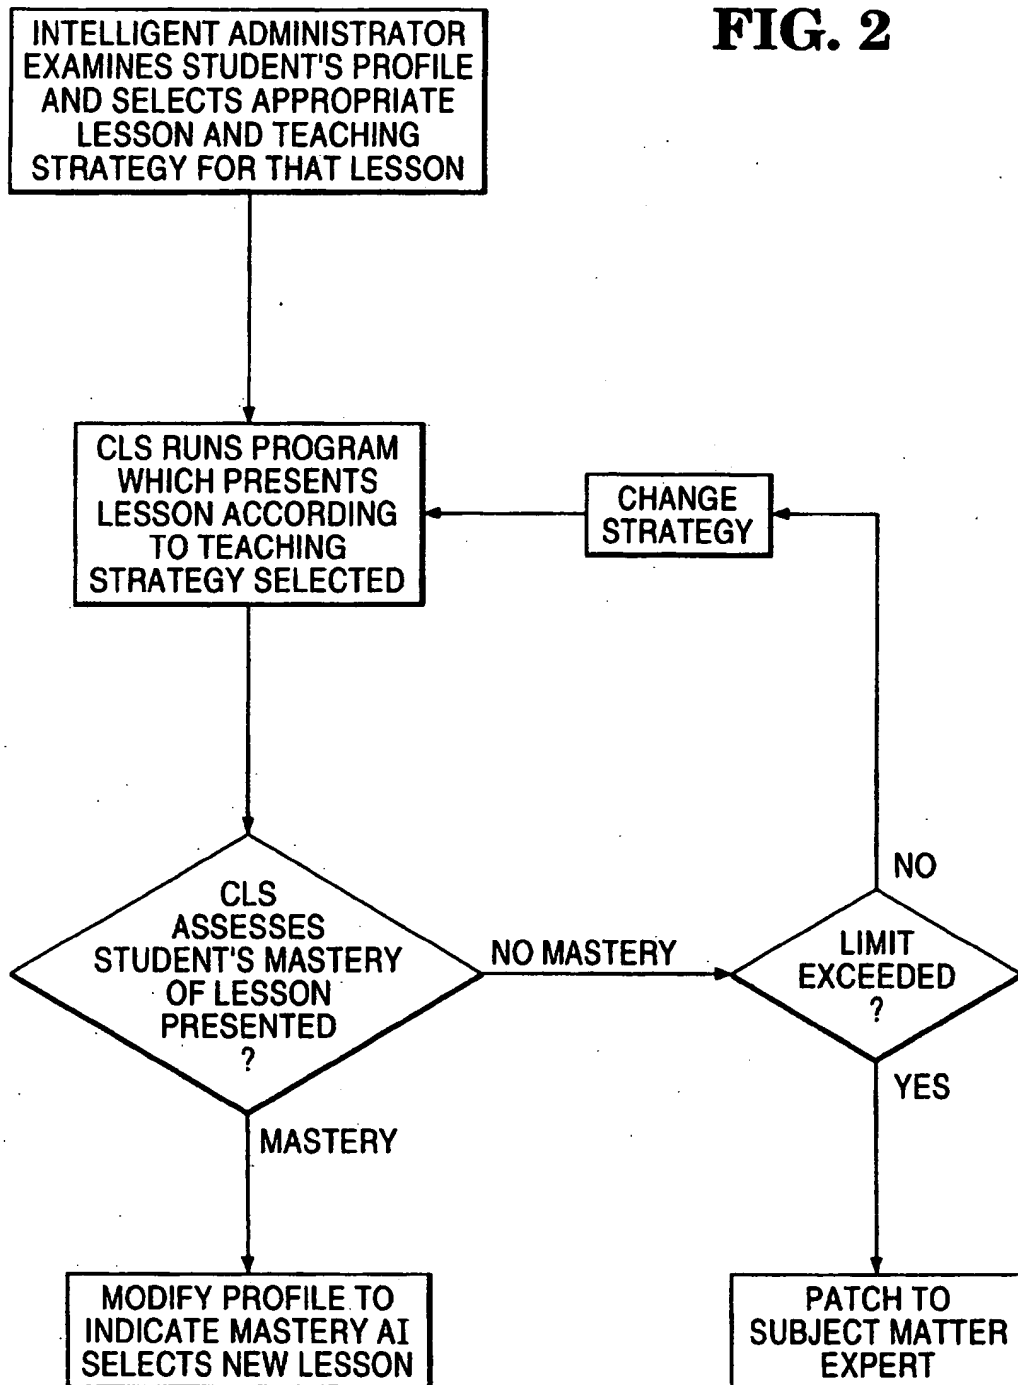 FIG. 2
INTELLIGENT ADMINISTRATOR
EXAMINES STUDENT'S PROFILE
AND SELECTS APPROPRIATE
LESSON AND TEACHING
STRATEGY FOR THAT LESSON
CLS RUNS PROGRAM
WHICH PRESENTS
LESSON ACCORDING
TO TEACHING
STRATEGY SELECTED
CHANGE
STRATEGY
CLS
ASSESSES
STUDENT'S MASTERY
OF LESSON
PRESENTED
?
NO MASTERY
LIMIT
EXCEEDED
?
NO
YES
MASTERY
MODIFY PROFILE TO
INDICATE MASTERY AI
SELECTS NEW LESSON
PATCH TO
SUBJECT MATTER
EXPERT